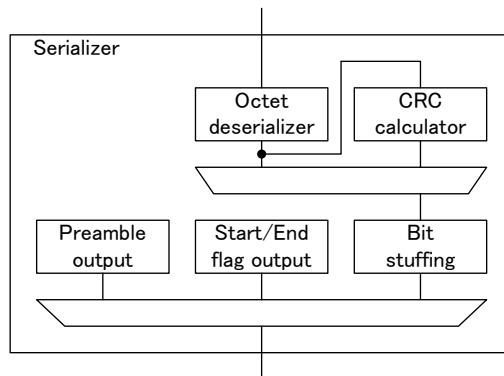 Serializer
Octet
deserializer
CRC
calculator
Preamble
output
Start/End
flag output
Bit
stuffing